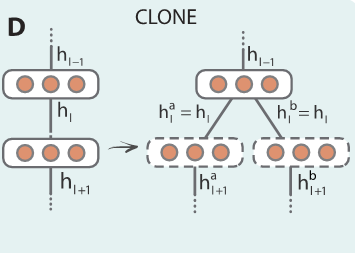 D
CLONE
h_{l−1}
h_{l−1}
h_l
h_l^a = h_l
h_l^b = h_l
h_{l+1}
h_{l+1}^a
h_{l+1}^b